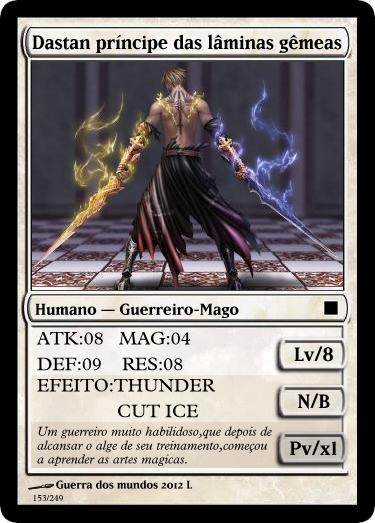 Dastan príncipe das lâminas gêmeas
Humano — Guerreiro-Mago
ATK:08 MAG:04
DEF:09 RES:08
EFEITO:THUNDER
CUT ICE
Lv/8
N/B
Pv/xl
Um guerreiro muito habilidoso,que depois de
alcansar o alge de seu treinamento,começou
a aprender as artes magicas.
Guerra dos mundos 2012 L
153/249